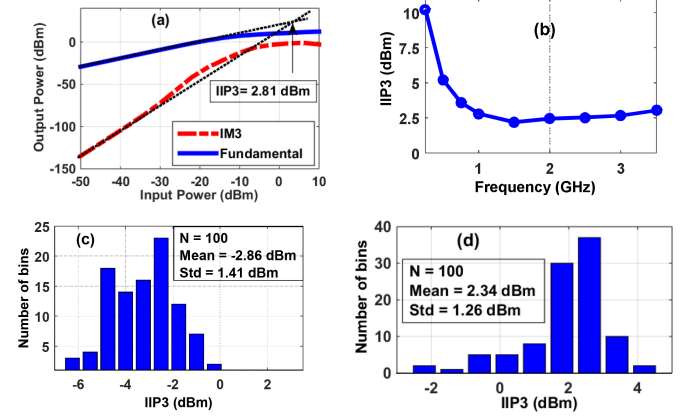 (a)
0
-50
-100
-150
Output Power (dBm)
IIP3= 2.81 dBm
IM3
Fundamental
-50 -40 -30 -20 -10 0 10
Input Power (dBm)
(b)
10
7.5
5
2.5
0
IIP3 (dBm)
1 2 3
Frequency (GHz)
(c)
25
20
15
10
5
Number of bins
N = 100
Mean = -2.86 dBm
Std = 1.41 dBm
-6 -4 -2 0 2
IIP3 (dBm)
(d)
40
30
20
10
0
Number of bins
N = 100
Mean = 2.34 dBm
Std = 1.26 dBm
-2 0 2 4
IIP3 (dBm)